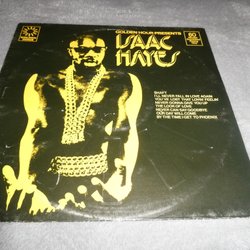 GOLDEN HOUR PRESENTS
ISAAC
HAYES
60
SHAFT
I'LL NEVER FALL IN LOVE AGAIN
YOU'VE LOST THAT LOVIN' FEELIN'
NEVER GONNA GIVE YOU UP
THE LOOK OF LOVE
NEVER CAN SAY GOODBYE
OUR DAY WILL COME
BY THE TIME I GET TO PHOENIX